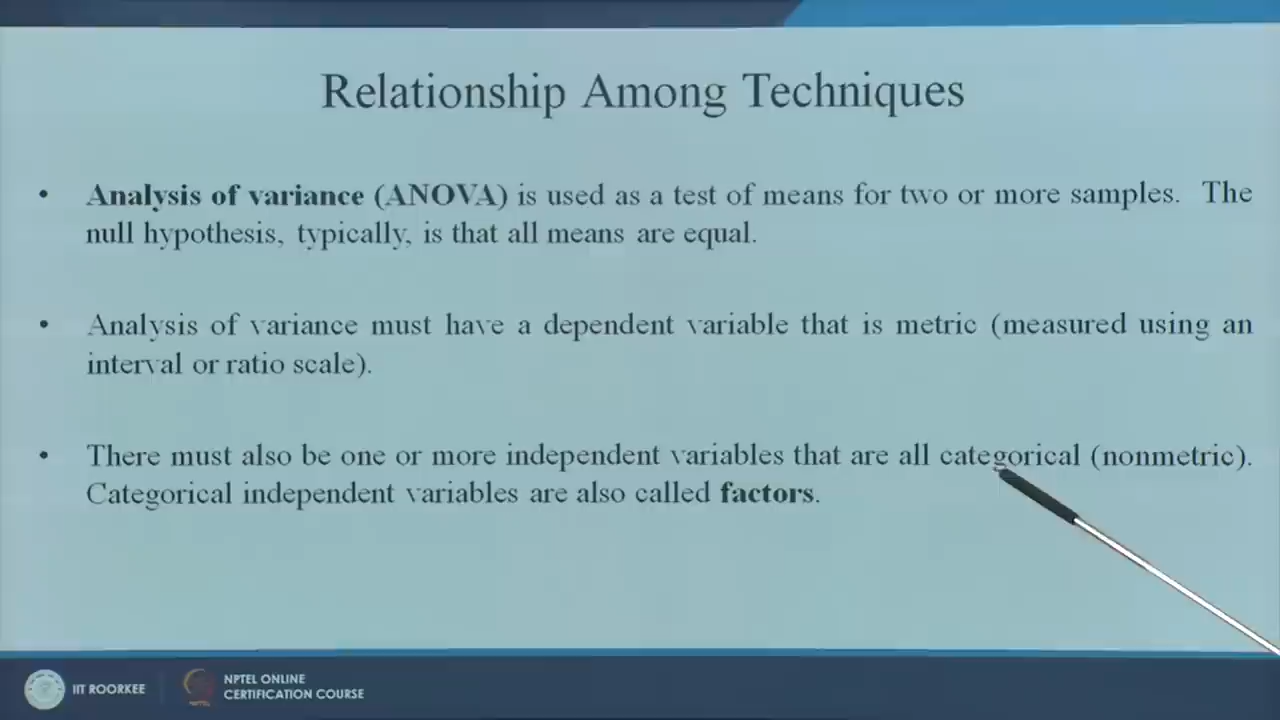 Relationship Among Techniques
• Analysis of variance (ANOVA) is used as a test of means for two or more samples. The
null hypothesis, typically, is that all means are equal.
• Analysis of variance must have a dependent variable that is metric (measured using an
interval or ratio scale).
• There must also be one or more independent variables that are all categorical (nonmetric).
Categorical independent variables are also called factors.
IIT ROORKEE
NPTEL ONLINE
CERTIFICATION COURSE
NPTEL